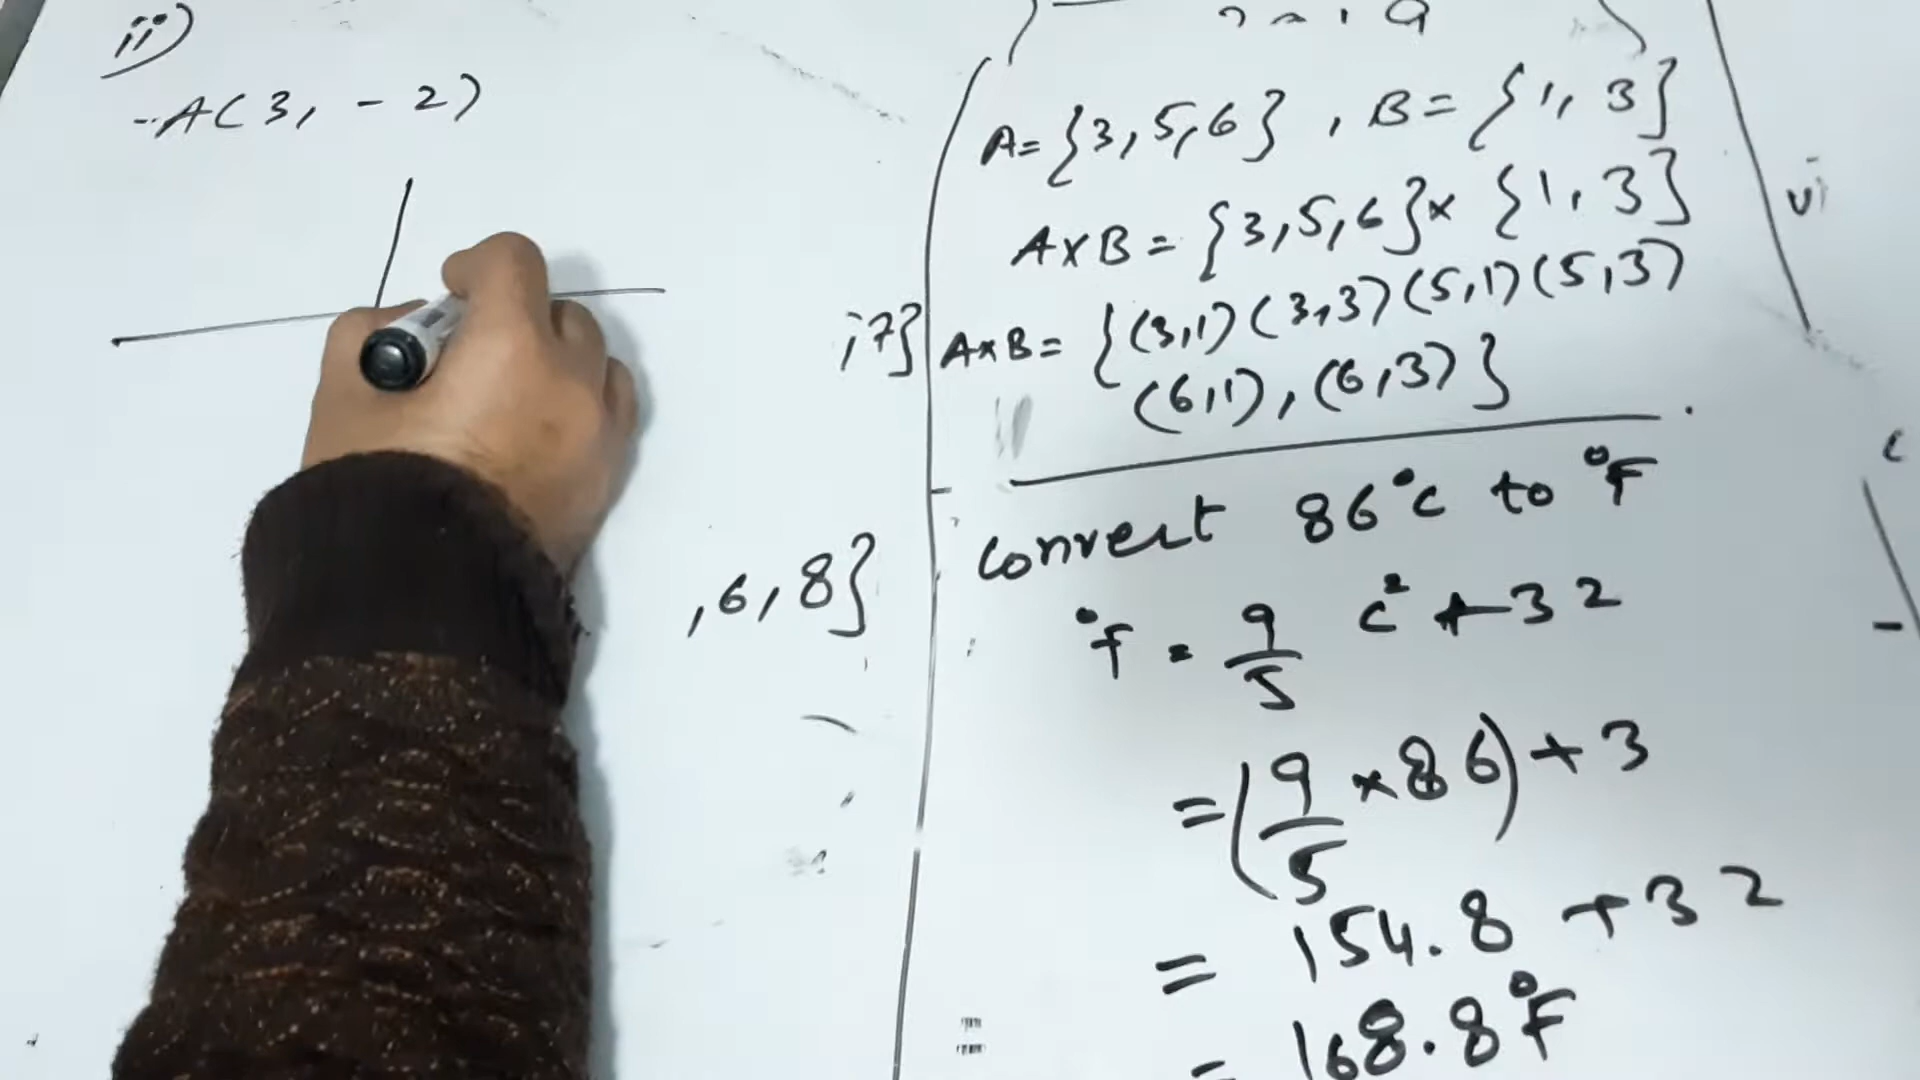 ii)
A(3, - 2)
A= {3,5,6} , B= {1, 3}
A×B = {3,5,6}× {1,3}
;7}
A×B= {(3,1)(3,3)(5,1)(5,3)
(6,1),(6,3)}
convert 86°c to °F
,6,8}
°F = 9/5 c° + 32
= (9/5 ×86) + 3
= 154.8 + 32
= 168.8°F
vi